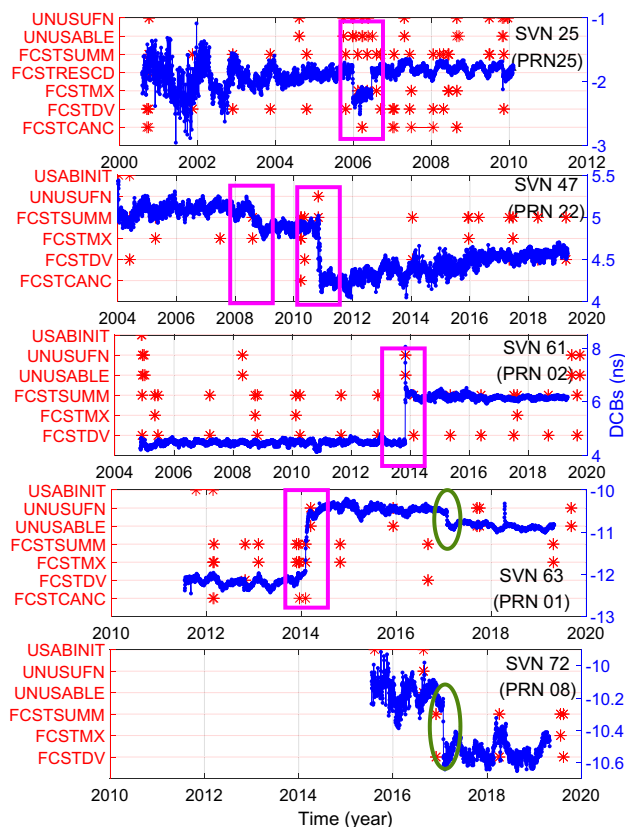 UNUSUFN
UNUSABLE
FCSTSUMM
FCSTRESCD
FCSTMX
FCSTDV
FCSTCANC
SVN 25
(PRN25)
-1
-2
-3
2000 2002 2004 2006 2008 2010 2012
USABINIT
UNUSUFN
FCSTSUMM
FCSTMX
FCSTDV
FCSTCANC
SVN 47
(PRN 22)
5.5
5
4.5
4
2004 2006 2008 2010 2012 2014 2016 2018 2020
USABINIT
UNUSUFN
UNUSABLE
FCSTSUMM
FCSTMX
FCSTDV
SVN 61
(PRN 02)
8
6
4
DCBs (ns)
2004 2006 2008 2010 2012 2014 2016 2018 2020
USABINIT
UNUSUFN
UNUSABLE
FCSTSUMM
FCSTMX
FCSTDV
FCSTCANC
SVN 63
(PRN 01)
-10
-11
-12
-13
2010 2012 2014 2016 2018 2020
USABINIT
UNUSUFN
UNUSABLE
FCSTSUMM
FCSTMX
FCSTDV
SVN 72
(PRN 08)
-10
-10.2
-10.4
-10.6
2010 2012 2014 2016 2018 2020
Time (year)